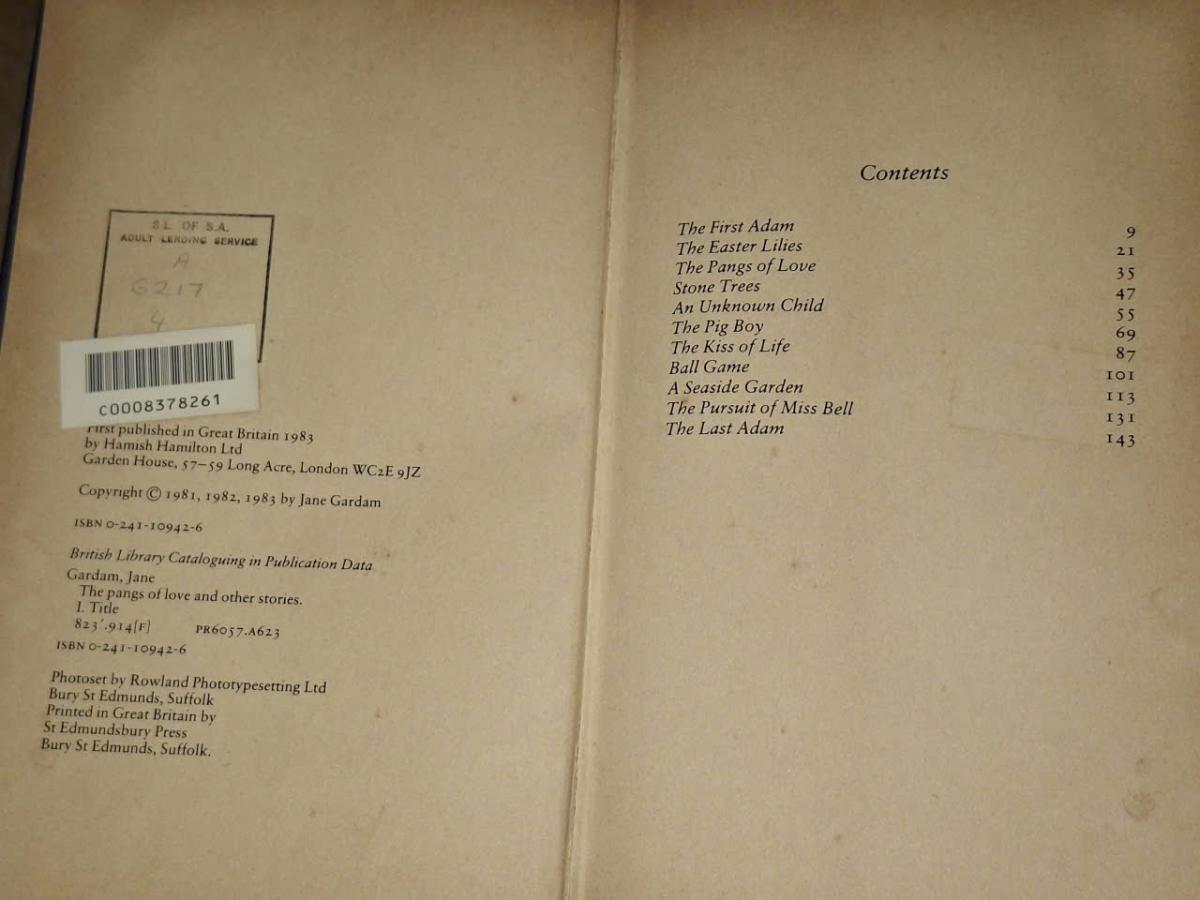 S.L. OF S.A.
ADULT LENDING SERVICE
A
G217
4
C0008378261
First published in Great Britain 1983
by Hamish Hamilton Ltd
Garden House, 57–59 Long Acre, London WC2E 9JZ
Copyright © 1981, 1982, 1983 by Jane Gardam
ISBN 0-241-10942-6
British Library Cataloguing in Publication Data
Gardam, Jane
The pangs of love and other stories.
I. Title
823'.914[F] PR6057.A623
ISBN 0-241-10942-6
Photoset by Rowland Phototypesetting Ltd
Bury St Edmunds, Suffolk
Printed in Great Britain by
St Edmundsbury Press
Bury St Edmunds, Suffolk.
Contents
The First Adam 9
The Easter Lilies 21
The Pangs of Love 35
Stone Trees 47
An Unknown Child 55
The Pig Boy 69
The Kiss of Life 87
Ball Game 101
A Seaside Garden 113
The Pursuit of Miss Bell 131
The Last Adam 143